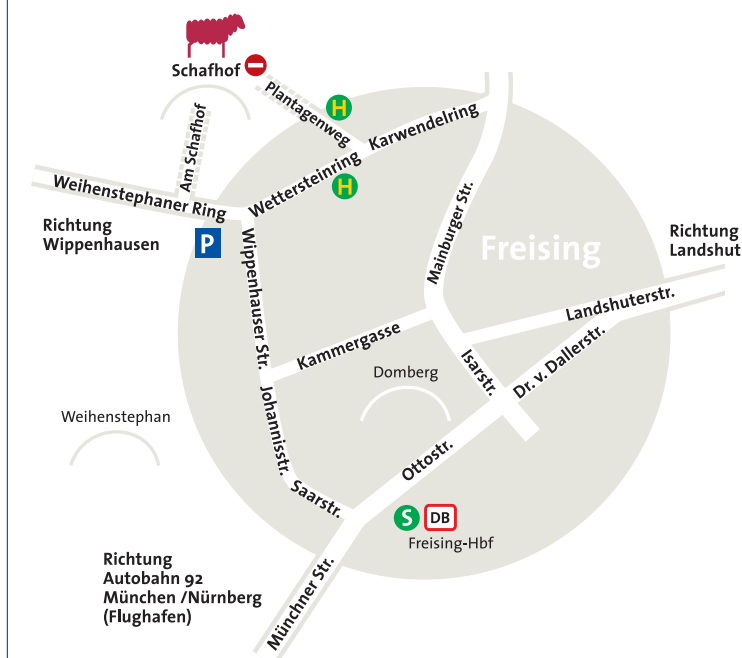 Schafhof
Plantagenweg
H
Karwendelring
Am Schafhof
Wettersteinring
H
Weihenstephaner Ring
Richtung
Wippenhausen
P
Wippenhauser Str.
Mainburger Str.
Freising
Richtung
Landshut
Landshuterstr.
Kammergasse
Isarstr.
Dr. v. Dallerstr.
Domberg
Weihenstephan
Johannisstr.
Ottostr.
Saarstr.
S
DB
Freising-Hbf
Richtung
Autobahn 92
München /Nürnberg
(Flughafen)
Münchner Str.